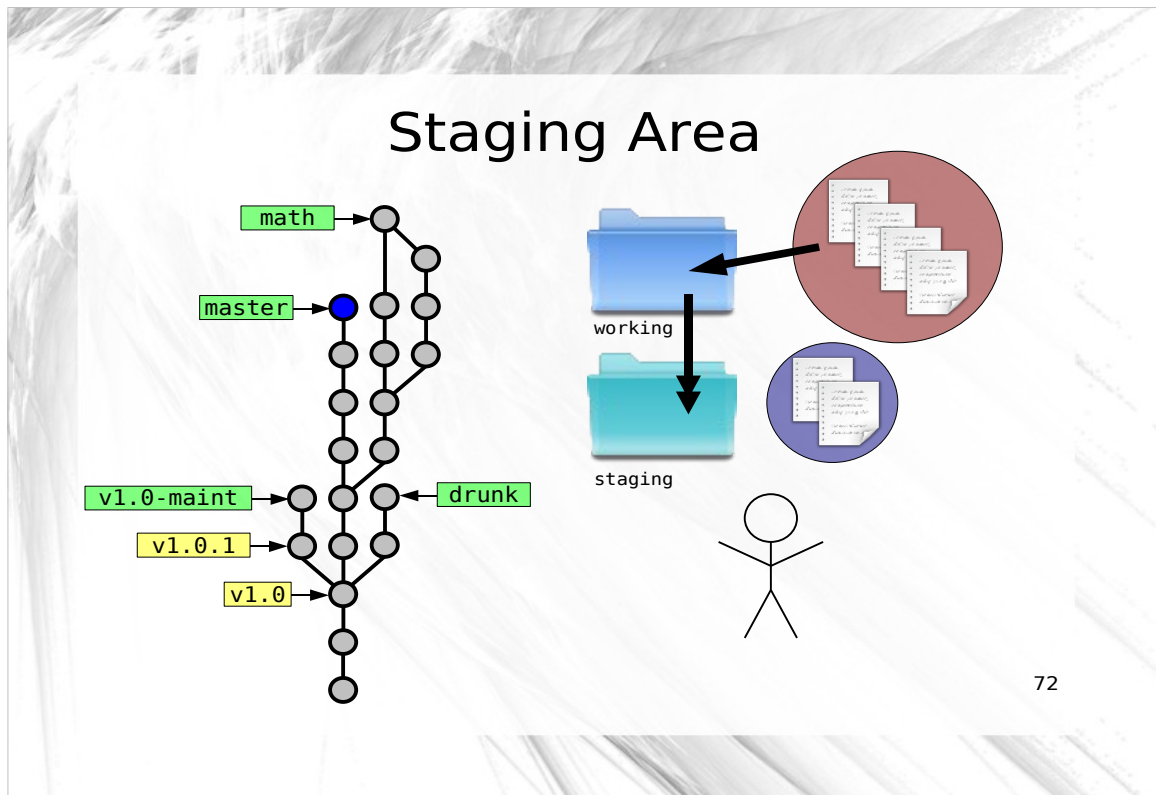 Staging Area
math
master
working
staging
v1.0-maint
drunk
v1.0.1
v1.0
72